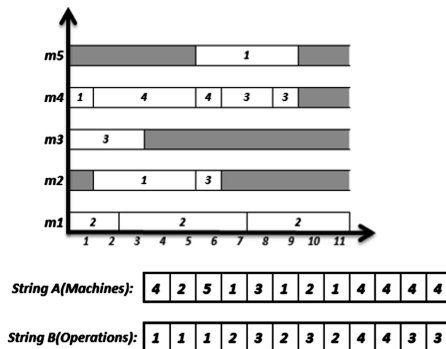 m5 1
m4 1 4 4 3 3
m3 3
m2 1 3
m1 2 2 2
1 2 3 4 5 6 7 8 9 10 11
String A(Machines): 4 2 5 1 3 1 2 1 4 4 4 4
String B(Operations): 1 1 1 2 3 2 3 2 4 4 3 3